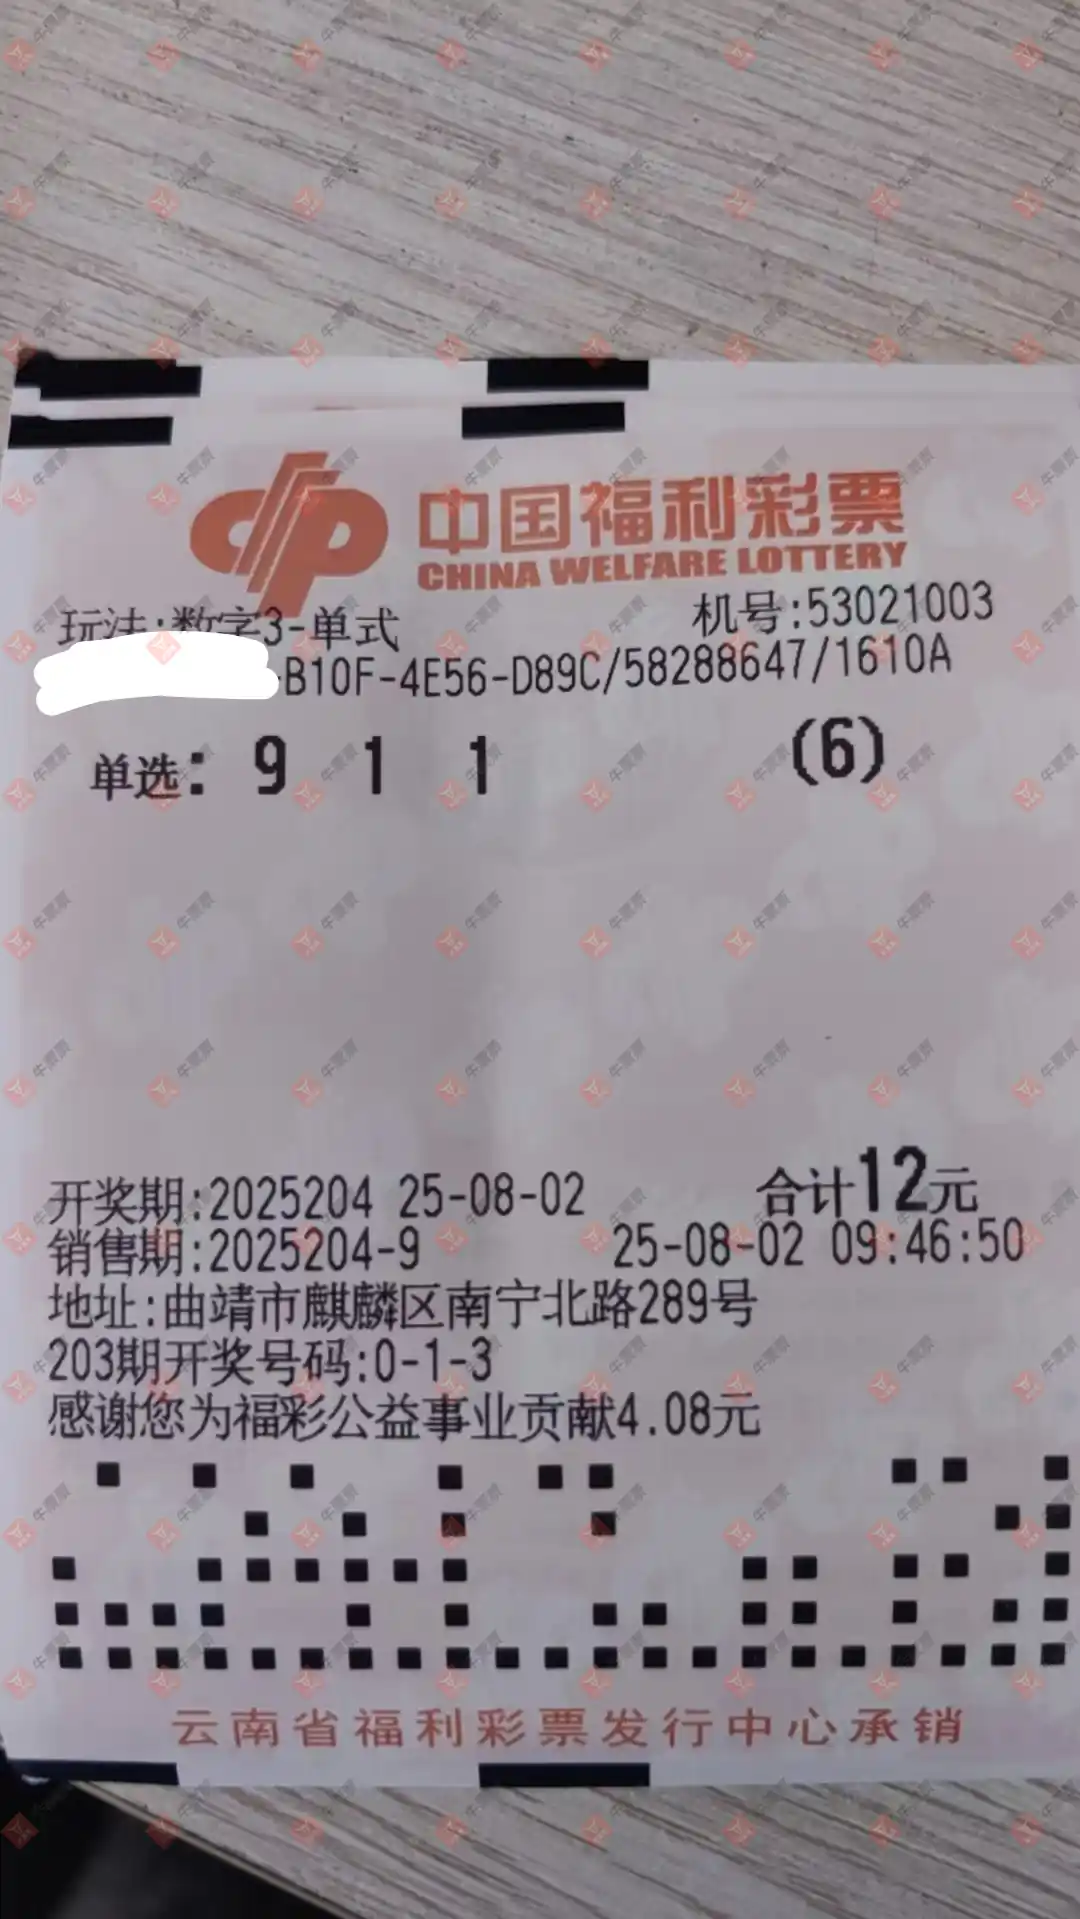 中国福利彩票
CHINA WELFARE LOTTERY
玩法:数字3-单式 机号:53021003
-B10F-4E56-D89C/58288647/1610A
单选: 9 1 1 (6)
开奖期:2025204 25-08-02 合计12元
销售期:2025204-9 25-08-02 09:46:50
地址:曲靖市麒麟区南宁北路289号
203期开奖号码:0-1-3
感谢您为福彩公益事业贡献4.08元
云南省福利彩票发行中心承销
牛票票